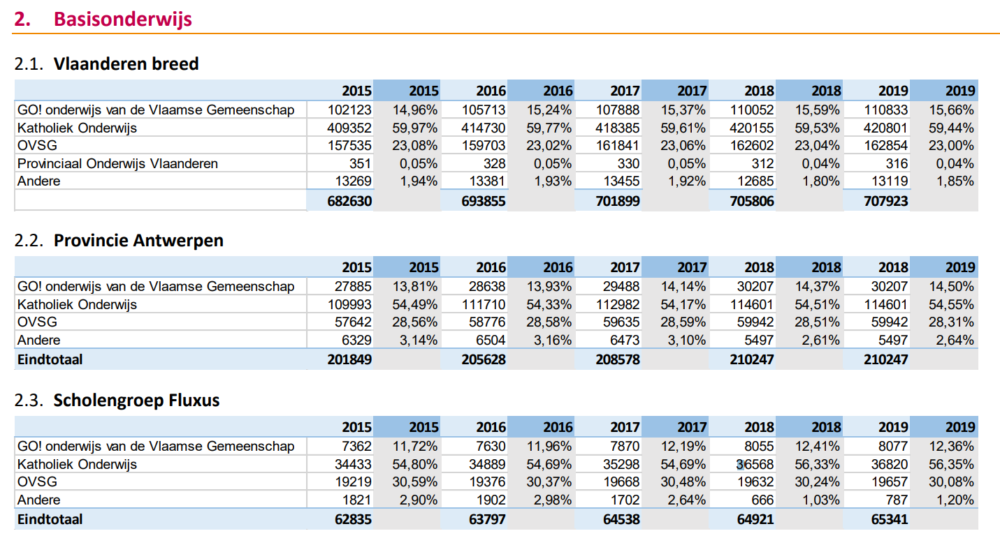 2. Basisonderwijs
2.1. Vlaanderen breed
2015 2015 2016 2016 2017 2017 2018 2018 2019 2019
GO! onderwijs van de Vlaamse Gemeenschap 102123 14,96% 105713 15,24% 107888 15,37% 110052 15,59% 110833 15,66%
Katholiek Onderwijs 409352 59,97% 414730 59,77% 418385 59,61% 420155 59,53% 420801 59,44%
OVSG 157535 23,08% 159703 23,02% 161841 23,06% 162602 23,04% 162854 23,00%
Provinciaal Onderwijs Vlaanderen 351 0,05% 328 0,05% 330 0,05% 312 0,04% 316 0,04%
Andere 13269 1,94% 13381 1,93% 13455 1,92% 12685 1,80% 13119 1,85%
682630 693855 701899 705806 707923
2.2. Provincie Antwerpen
2015 2015 2016 2016 2017 2017 2018 2018 2018 2019
GO! onderwijs van de Vlaamse Gemeenschap 27885 13,81% 28638 13,93% 29488 14,14% 30207 14,37% 30207 14,50%
Katholiek Onderwijs 109993 54,49% 111710 54,33% 112982 54,17% 114601 54,51% 114601 54,55%
OVSG 57642 28,56% 58776 28,58% 59635 28,59% 59942 28,51% 59942 28,31%
Andere 6329 3,14% 6504 3,16% 6473 3,10% 5497 2,61% 5497 2,64%
Eindtotaal 201849 205628 208578 210247 210247
2.3. Scholengroep Fluxus
2015 2015 2016 2016 2017 2017 2018 2018 2019 2019
GO! onderwijs van de Vlaamse Gemeenschap 7362 11,72% 7630 11,96% 7870 12,19% 8055 12,41% 8077 12,36%
Katholiek Onderwijs 34433 54,80% 34889 54,69% 35298 54,69% 36568 56,33% 36820 56,35%
OVSG 19219 30,59% 19376 30,37% 19668 30,48% 19632 30,24% 19657 30,08%
Andere 1821 2,90% 1902 2,98% 1702 2,64% 666 1,03% 787 1,20%
Eindtotaal 62835 63797 64538 64921 65341